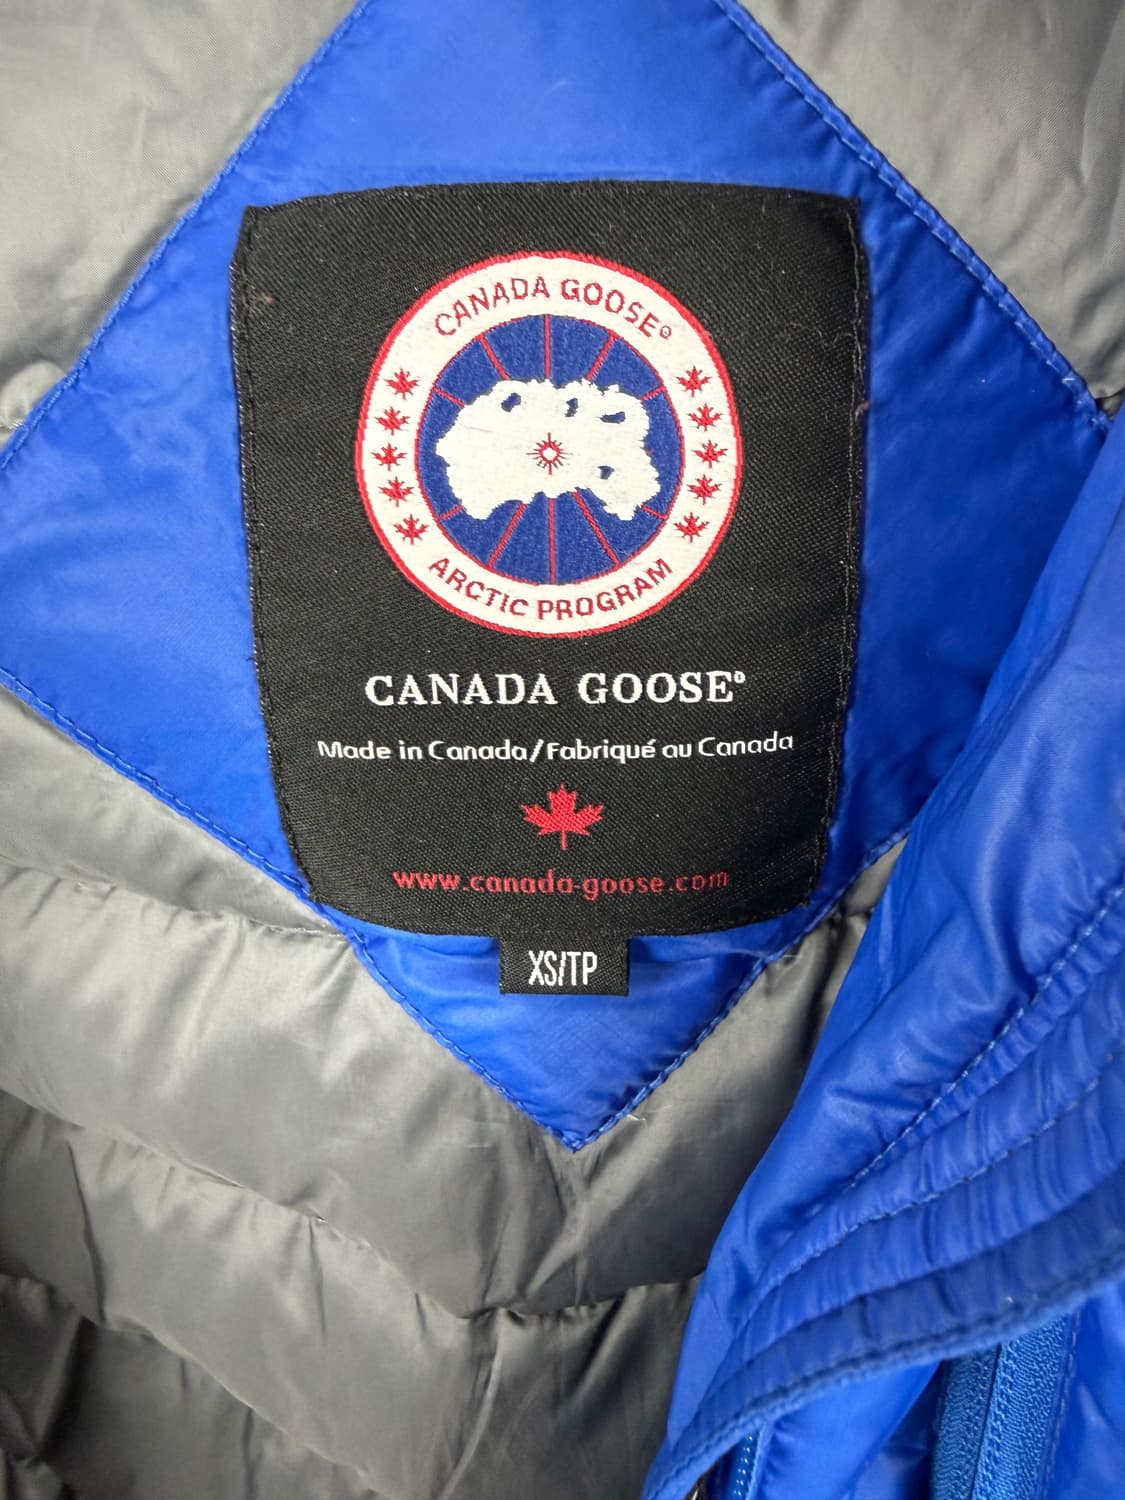 CANADA GOOSE®
ARCTIC PROGRAM
CANADA GOOSE®
Made in Canada/Fabriqué au Canada
www.canada-goose.com
XS/TP